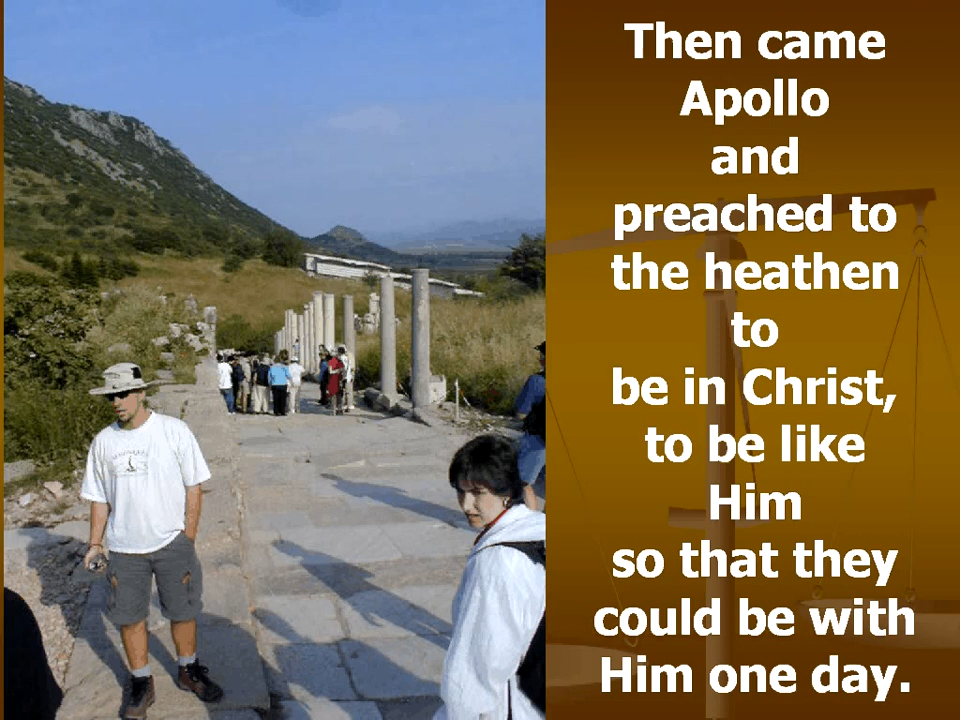 Then came
Apollo
and
preached to
the heathen
to
be in Christ,
to be like
Him
so that they
could be with
Him one day.